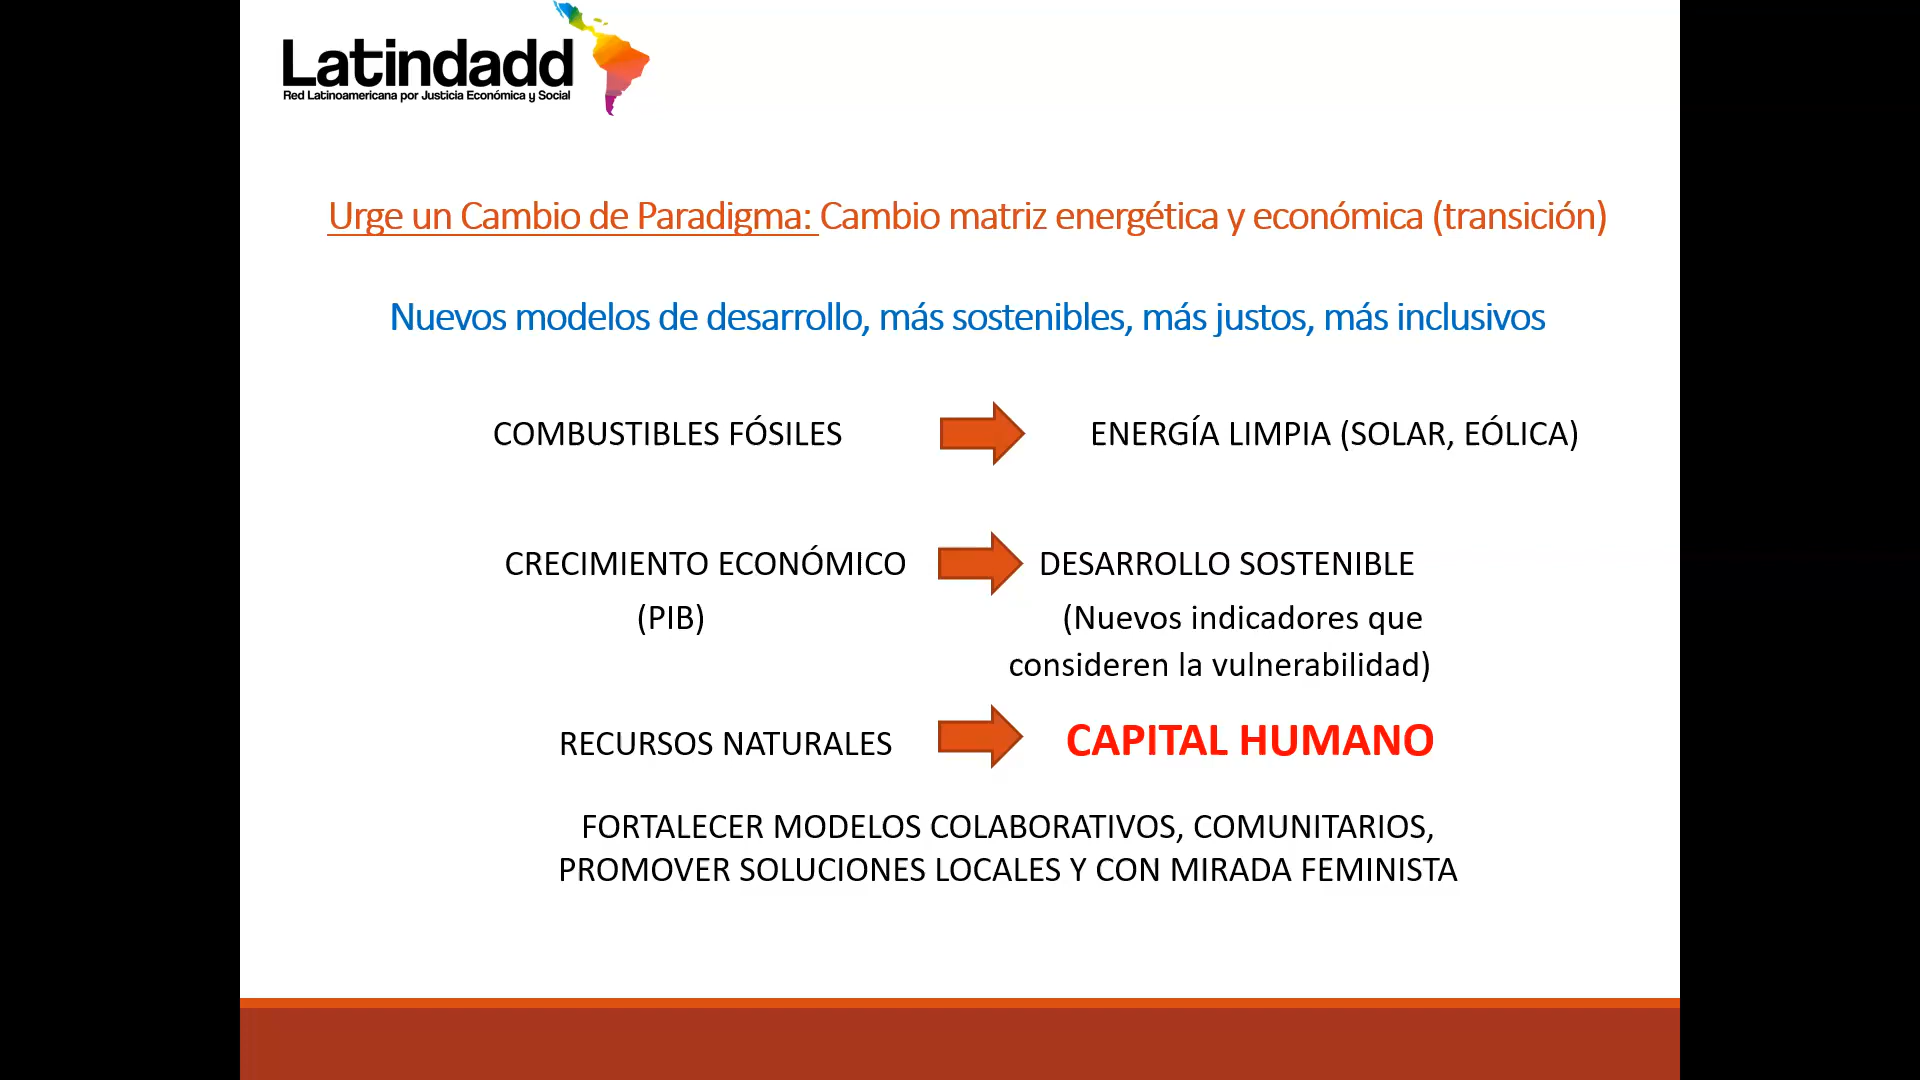 Latindadd
Red Latinoamericana por Justicia Económica y Social
Urge un Cambio de Paradigma: Cambio matriz energética y económica (transición)
Nuevos modelos de desarrollo, más sostenibles, más justos, más inclusivos
COMBUSTIBLES FÓSILES ENERGÍA LIMPIA (SOLAR, EÓLICA)
CRECIMIENTO ECONÓMICO DESARROLLO SOSTENIBLE
(PIB) (Nuevos indicadores que
consideren la vulnerabilidad)
RECURSOS NATURALES CAPITAL HUMANO
FORTALECER MODELOS COLABORATIVOS, COMUNITARIOS,
PROMOVER SOLUCIONES LOCALES Y CON MIRADA FEMINISTA